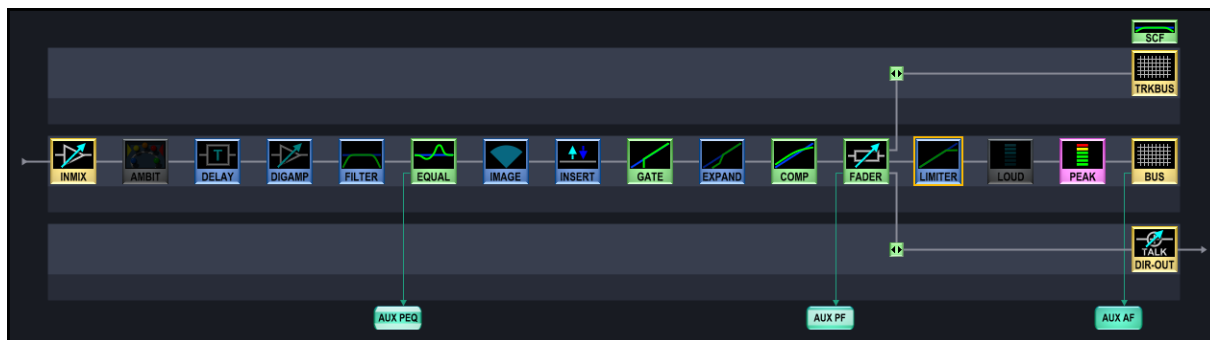 SCF
TRKBUS
INMIX
AMBIT
T
DELAY
DIGAMP
FILTER
EQUAL
IMAGE
INSERT
GATE
EXPAND
COMP
FADER
LIMITER
LOUD
PEAK
BUS
TALK
DIR-OUT
AUX PEQ
AUX PF
AUX AF